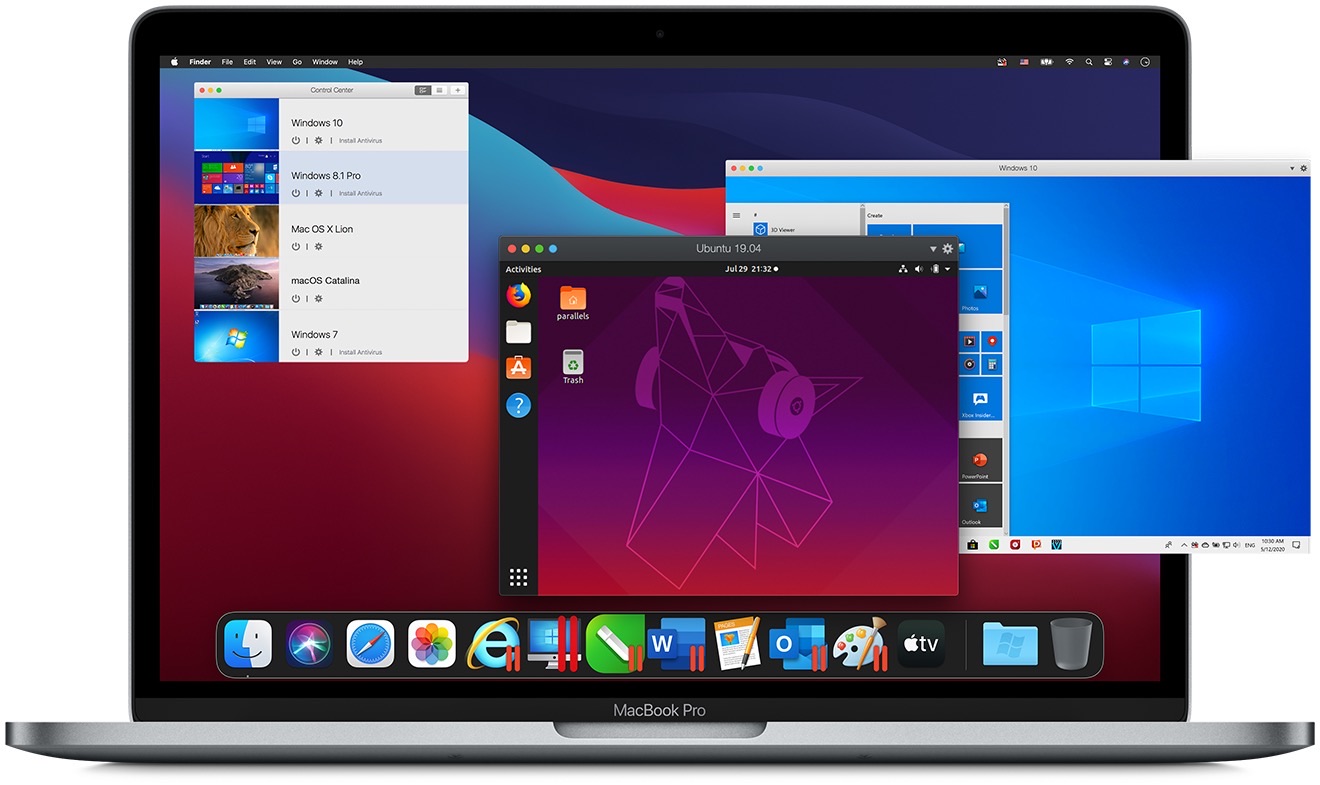 Finder File Edit View Go Window Help
Control Center
Windows 10
Install Antivirus
Windows 8.1 Pro
Install Antivirus
Mac OS X Lion
macOS Catalina
Windows 7
Install Antivirus
Windows 10
#
3D Viewer
Create
Photos
Xbox Insider...
PowerPoint
Outlook
ENG
10:30 AM
5/12/2020
Ubuntu 19.04
Activities
Jul 29 21:32
parallels
Trash
W
PAGES
O
tv
MacBook Pro